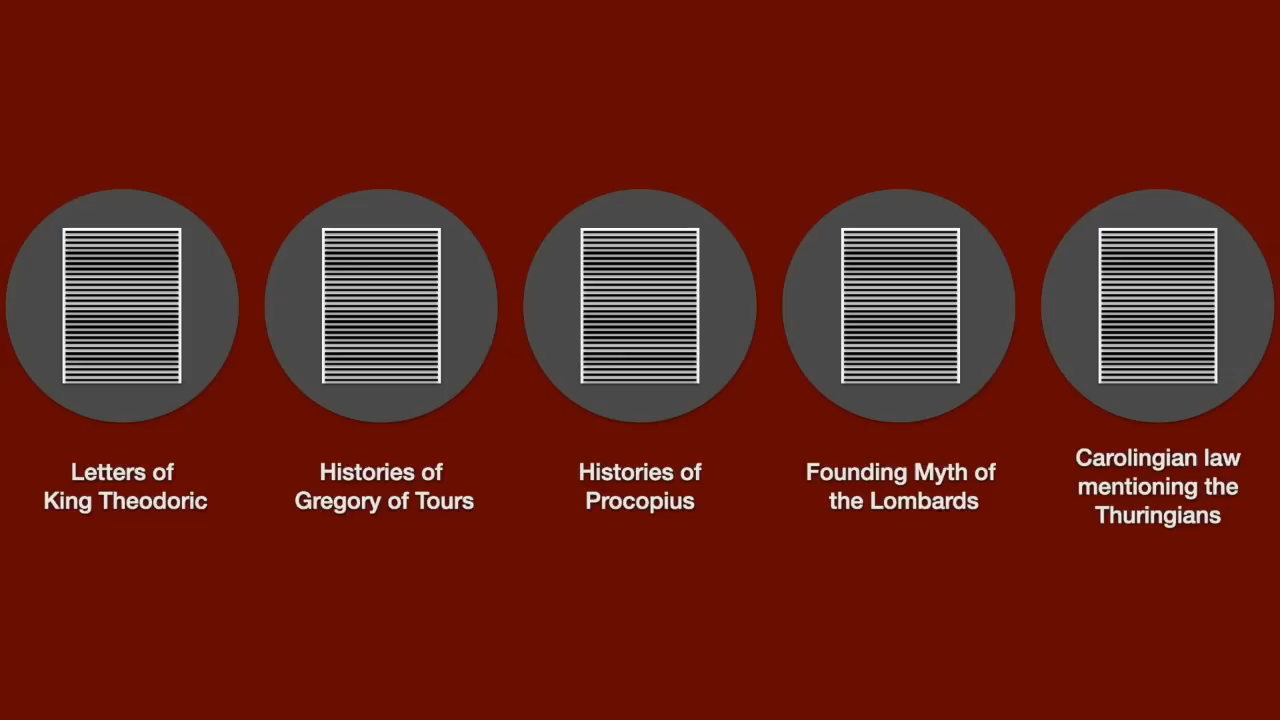 Letters of
King Theodoric
Histories of
Gregory of Tours
Histories of
Procopius
Founding Myth of
the Lombards
Carolingian law
mentioning the
Thuringians